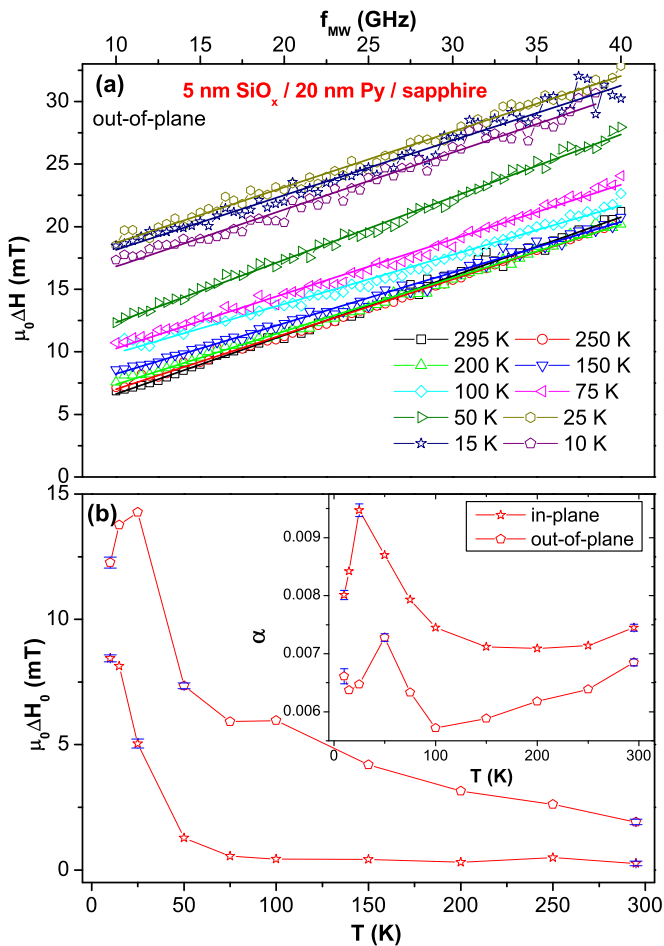 f_MW (GHz)
10 15 20 25 30 35 40
(a)
5 nm SiO_x / 20 nm Py / sapphire
out-of-plane
μ₀ΔH (mT)
30
25
20
15
10
5
0
295 K 250 K
200 K 150 K
100 K 75 K
50 K 25 K
15 K 10 K
(b)
μ₀ΔH₀ (mT)
15
10
5
0
in-plane
out-of-plane
α
0.009
0.008
0.007
0.006
0 100 200 300
T (K)
0 50 100 150 200 250 300
T (K)